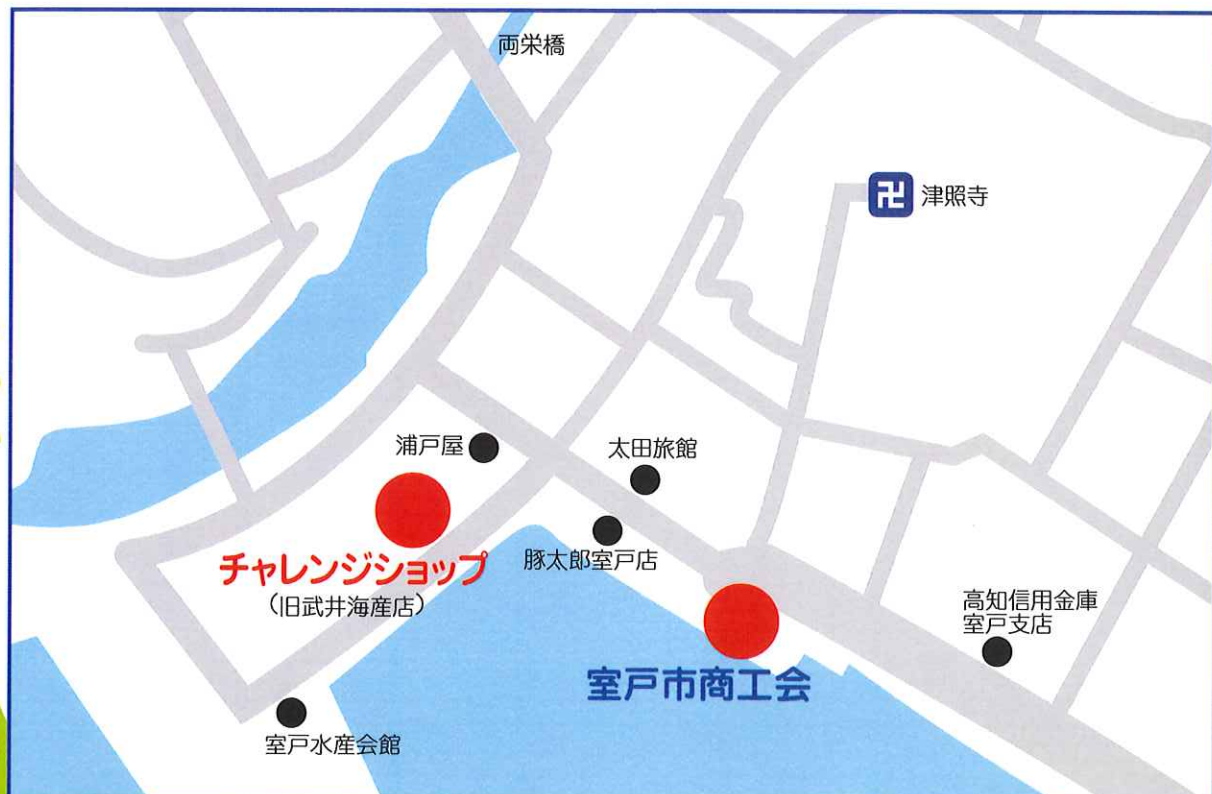 両栄橋
卍 津照寺
浦戸屋
太田旅館
豚太郎室戸店
チャレンジショップ
（旧武井海産店）
高知信用金庫
室戸支店
室戸市商工会
室戸水産会館